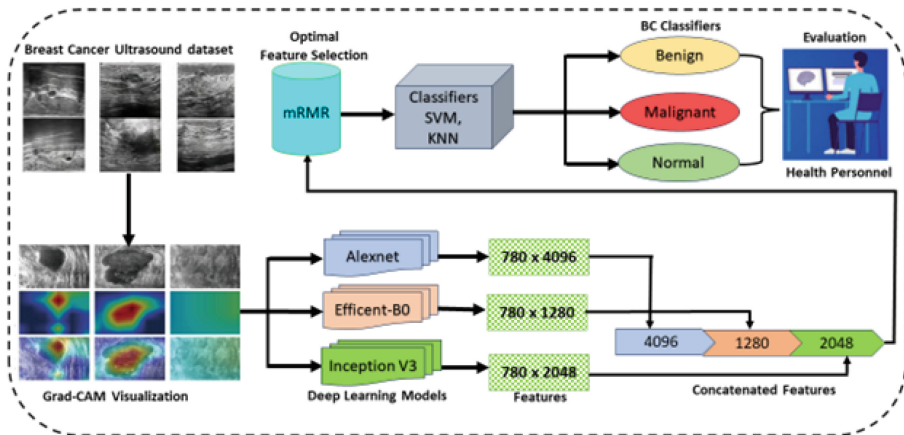 Breast Cancer Ultrasound dataset
Optimal
Feature Selection
mRMR
Classifiers
SVM,
KNN
BC Classifiers
Benign
Malignant
Normal
Evaluation
Health Personnel
Grad-CAM Visualization
Alexnet
Efficent-B0
Inception V3
Deep Learning Models
780 x 4096
780 x 1280
780 x 2048
Features
4096
1280
2048
Concatenated Features